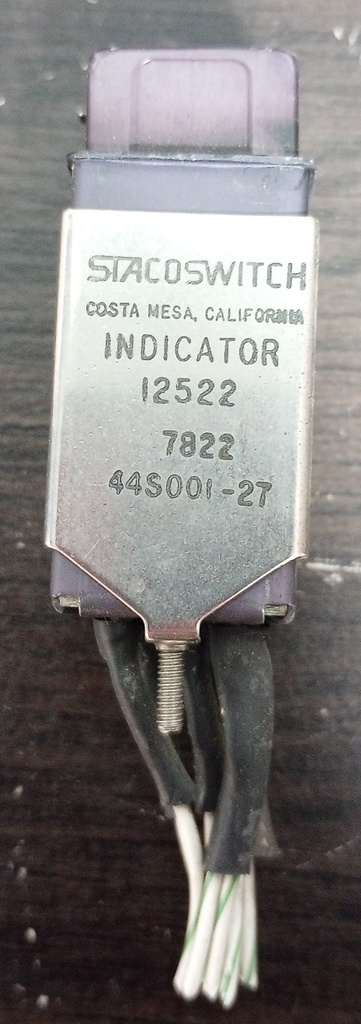 STACOSWITCH
COSTA MESA, CALIFORNIA
INDICATOR
12522
7822
44S001-27